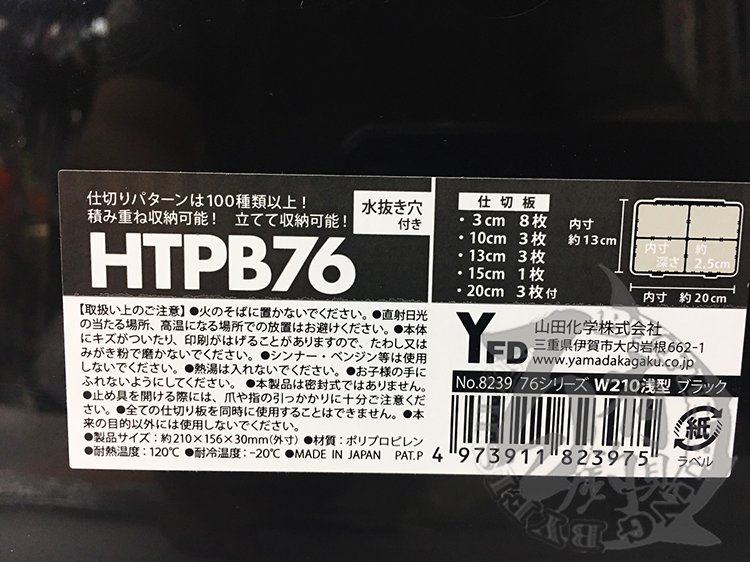 仕切りパターンは100種類以上!
積み重ね収納可能! 立てて収納可能!
水抜き穴
付き
HTPB76
仕切板
・3cm 8枚
・10cm 3枚
・13cm 3枚
・15cm 1枚
・20cm 3枚付
内寸
約13cm
内寸 約
深さ 2.5cm
内寸 約20cm
【取扱い上のご注意】●火のそばに置かないでください。●直射日光
の当たる場所、高温になる場所での放置はお避けください。●本体
にキズがついたり、印刷がはげることがありますので、たわし又は
みがき粉で磨かないでください。●シンナー・ベンジン等は使用
しないでください。●熱湯は入れないでください。●お子様の手に
ふれないようにしてください。●本製品は密封式ではありません。
●止め具を開ける際には、爪や指の引っかかりに十分ご注意くださ
い。●全ての仕切り板を同時に使用することはできません。●本
来の目的以外には使用しないでください。
●製品サイズ:約210×156×30mm(外寸) ●材質:ポリプロピレン
●耐熱温度:120℃ ●耐冷温度:-20℃ ●MADE IN JAPAN PAT.P
YFD
山田化学株式会社
三重県伊賀市大内岩根662-1
www.yamadakagaku.com
No.8239 76シリーズ W210浅型 ブラック
4 973911 823975
紙
ラベル